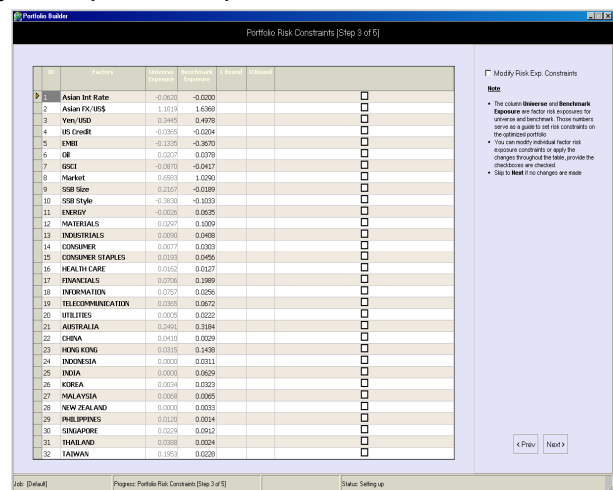 Portfolio Builder
Portfolio Risk Constraints [Step 3 of 5]
ID Factors Universe Exposure Benchmark Exposure L Bound U Bound
1 Asian Int Rate -0.0620 -0.0200
2 Asian FX/US$ 1.1019 1.6368
3 Yen/USD 0.3445 0.4978
4 US Credit -0.0365 -0.0204
5 EMBI -0.1335 -0.3670
6 Oil 0.0207 0.0378
7 GSCI -0.0870 -0.0417
8 Market 0.6583 1.0290
9 SSB Size 0.2167 -0.0189
10 SSB Style -0.3830 -0.1033
11 ENERGY -0.0026 0.0635
12 MATERIALS 0.0297 0.1009
13 INDUSTRIALS 0.0090 0.0408
14 CONSUMER 0.0077 0.0303
15 CONSUMER STAPLES 0.0193 0.0456
16 HEALTH CARE 0.0162 0.0127
17 FINANCIALS 0.0706 0.1989
18 INFORMATION 0.0757 0.0256
19 TELECOMMUNICATION 0.0365 0.0672
20 UTILITIES 0.0005 0.0222
21 AUSTRALIA 0.2491 0.3184
22 CHINA 0.0410 0.0029
23 HONG KONG 0.0315 0.1438
24 INDONESIA 0.0000 0.0311
25 INDIA 0.0000 0.0629
26 KOREA 0.0034 0.0323
27 MALAYSIA 0.0068 0.0065
28 NEW ZEALAND 0.0000 0.0033
29 PHILIPPINES 0.0120 0.0014
30 SINGAPORE 0.0229 0.0912
31 THAILAND 0.0388 0.0024
32 TAIWAN 0.1953 0.0228
Modify Risk Exp. Constraints
Note
• The column Universe and Benchmark
Exposure are factor risk exposures for
universe and benchmark. Those numbers
serve as a guide to set risk constraints on
the optimized portfolio
• You can modify individual factor risk
exposure constraints or apply the
changes throughout the table, provide the
checkboxes are checked.
• Skip to Next if no changes are made
< Prev Next >
Job: [Default] Progress: Portfolio Risk Constraints [Step 3 of 5] Status: Setting up